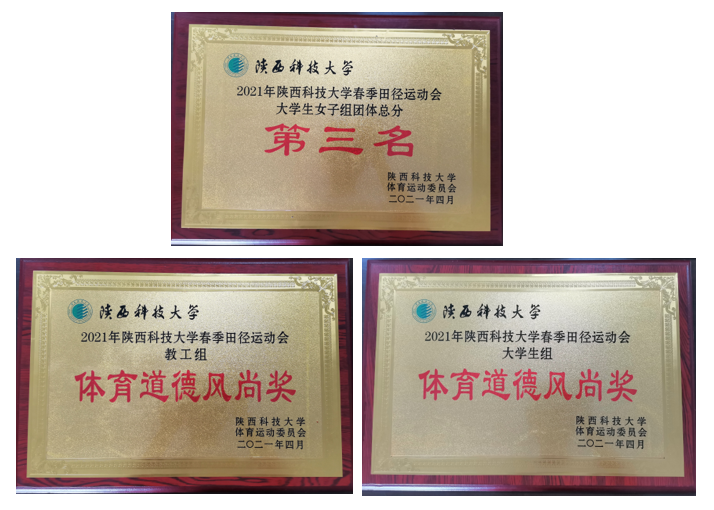 陕西科技大学
2021年陕西科技大学春季田径运动会
大学生女子组团体总分
第三名
陕西科技大学
体育运动委员会
二〇二一年四月
陕西科技大学
2021年陕西科技大学春季田径运动会
教工组
体育道德风尚奖
陕西科技大学
体育运动委员会
二〇二一年四月
陕西科技大学
2021年陕西科技大学春季田径运动会
大学生组
体育道德风尚奖
陕西科技大学
体育运动委员会
二〇二一年四月